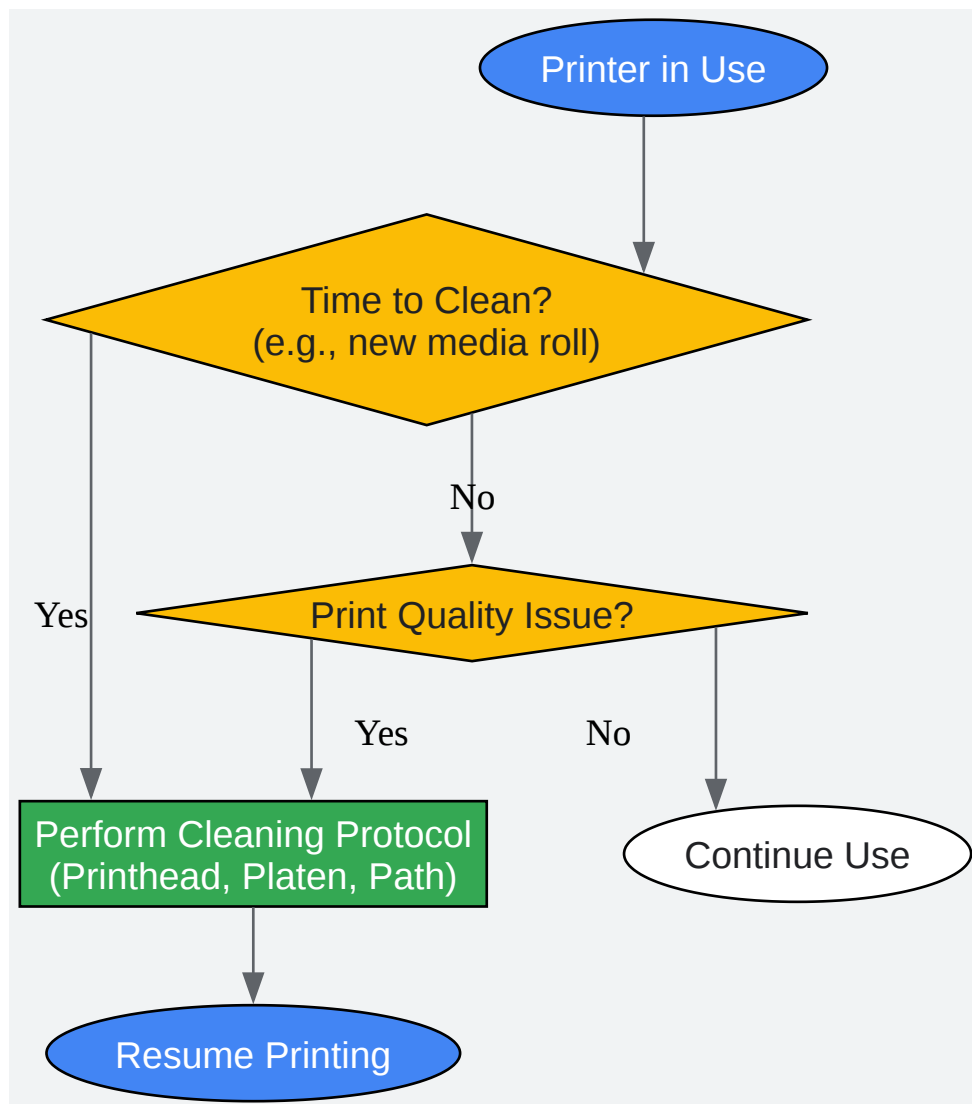 Printer in Use
Time to Clean?
(e.g., new media roll)
No
Yes
Print Quality Issue?
Yes
No
Perform Cleaning Protocol
(Printhead, Platen, Path)
Continue Use
Resume Printing